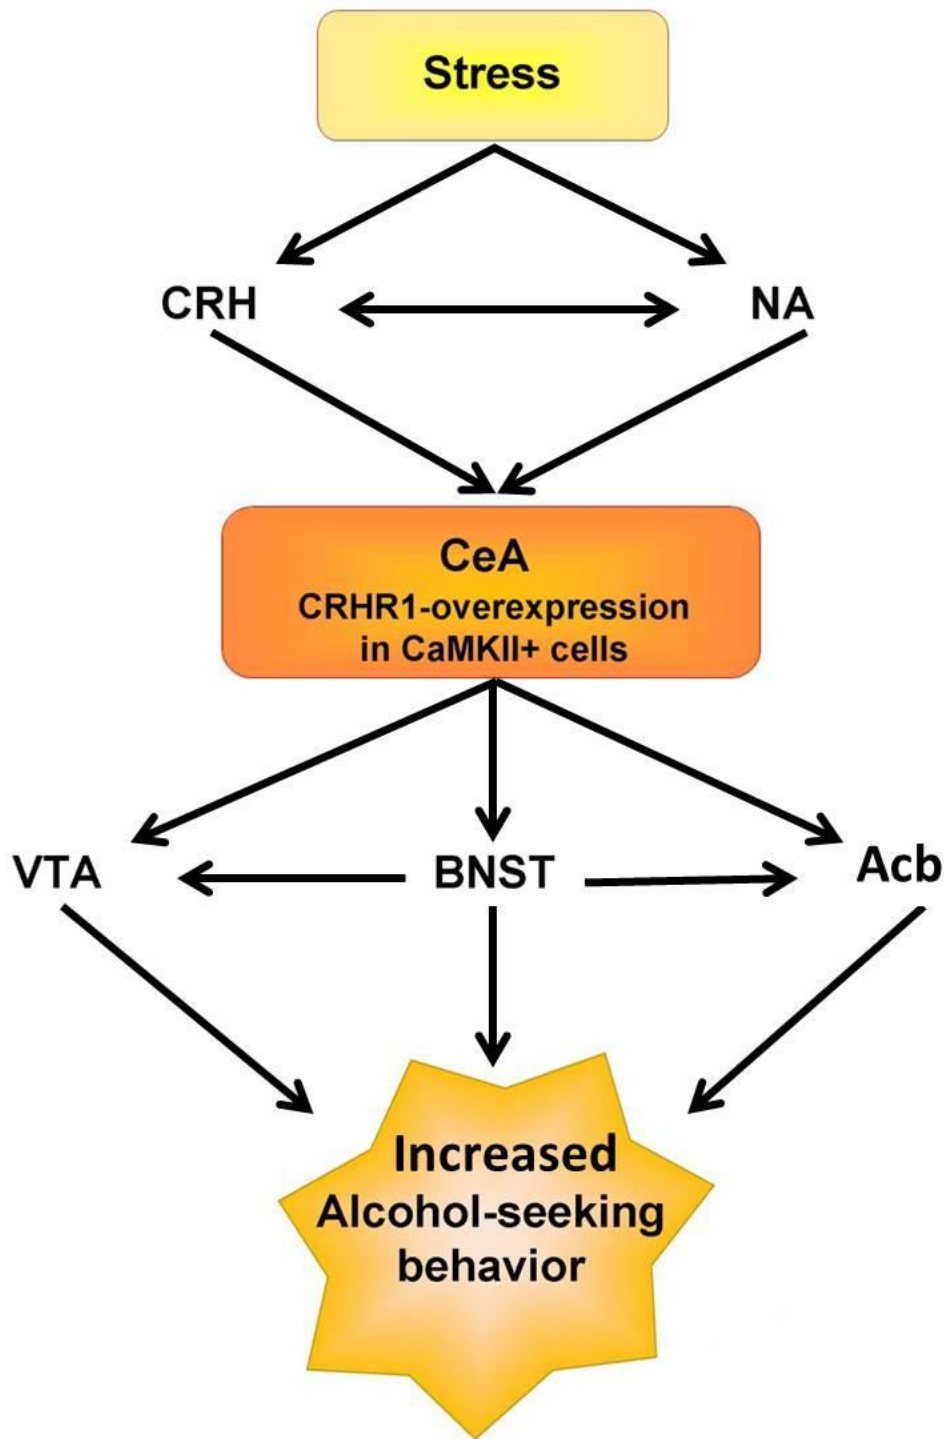 Stress
CRH
NA
CeA
CRHR1-overexpression
in CaMKII+ cells
VTA
BNST
Acb
Increased
Alcohol-seeking
behavior